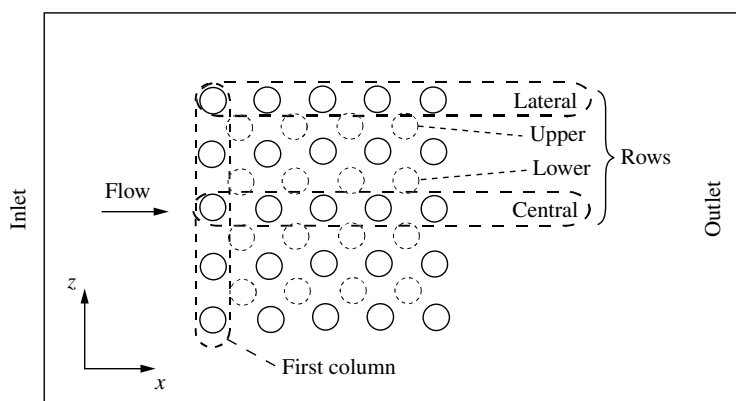 Lateral
Upper
Rows
Lower
Flow
Central
Inlet
Outlet
z
x
First column